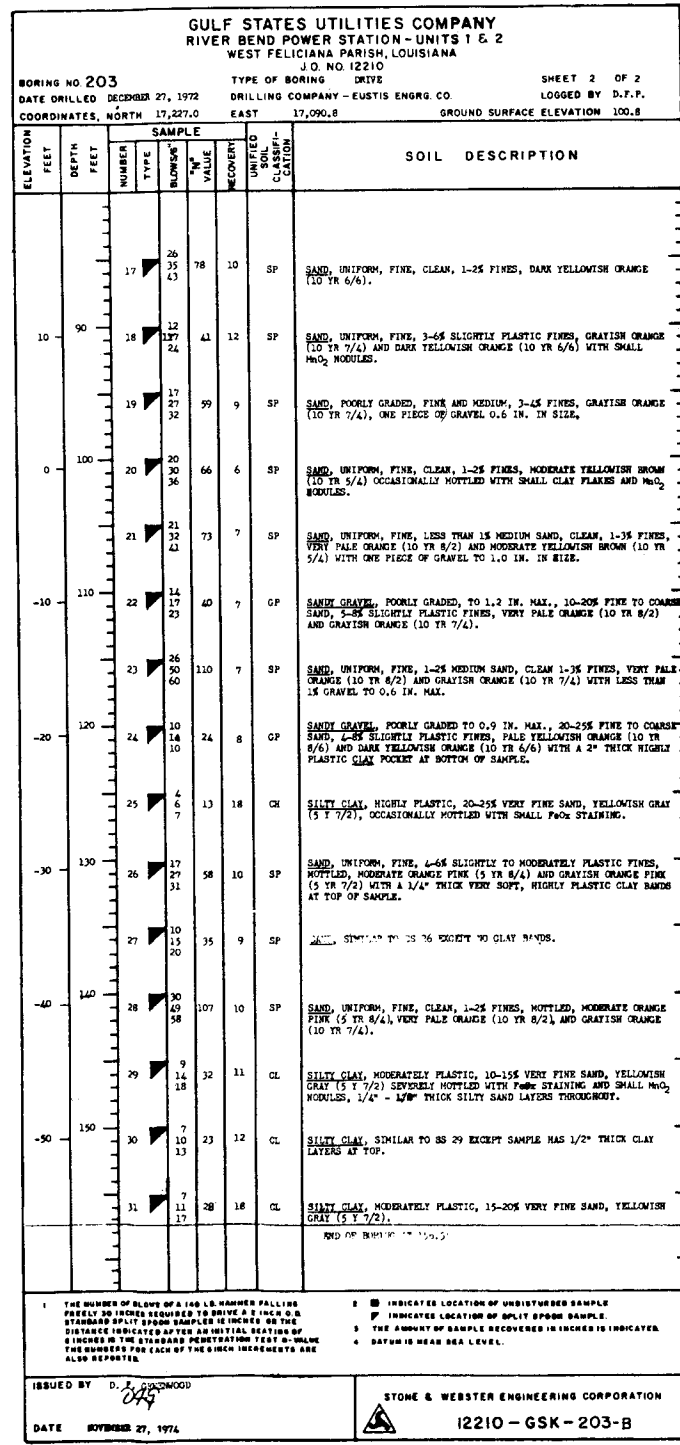 GULF STATES UTILITIES COMPANY
RIVER BEND POWER STATION - UNITS 1 & 2
WEST FELICIANA PARISH, LOUISIANA
J.O. NO. 12210
BORING NO. 203 TYPE OF BORING DRIVE SHEET 2 OF 2
DATE DRILLED DECEMBER 27, 1972 DRILLING COMPANY - EUSTIS ENGRG. CO. LOGGED BY D.F.P.
COORDINATES, NORTH 17,227.0 EAST 17,090.8 GROUND SURFACE ELEVATION 100.8
ELEVATION FEET DEPTH FEET SAMPLE NUMBER TYPE BLOWS/6" "N" VALUE RECOVERY UNIFIED SOIL CLASSIFI-CATION SOIL DESCRIPTION
26
17 35 78 10 SP SAND, UNIFORM, FINE, CLEAN, 1-2% FINES, DARK YELLOWISH ORANGE
43 (10 YR 6/6).
90 12
10 18 17 41 12 SP SAND, UNIFORM, FINE, 3-6% SLIGHTLY PLASTIC FINES, GRAYISH ORANGE
24 (10 YR 7/4) AND DARK YELLOWISH ORANGE (10 YR 6/6) WITH SMALL
MnO2 NODULES.
17
19 27 59 9 SP SAND, POORLY GRADED, FINE AND MEDIUM, 3-4% FINES, GRAYISH ORANGE
32 (10 YR 7/4), ONE PIECE OF GRAVEL 0.6 IN. IN SIZE.
100 20
0 20 30 66 6 SP SAND, UNIFORM, FINE, CLEAN, 1-2% FINES, MODERATE YELLOWISH BROWN
36 (10 YR 5/4) OCCASIONALLY MOTTLED WITH SMALL CLAY FLAKES AND MnO2
NODULES.
21
21 32 73 7 SP SAND, UNIFORM, FINE, LESS THAN 1% MEDIUM SAND, CLEAN, 1-3% FINES,
41 VERY PALE ORANGE (10 YR 8/2) AND MODERATE YELLOWISH BROWN (10 YR
5/4) WITH ONE PIECE OF GRAVEL TO 1.0 IN. IN SIZE.
110 14
-10 22 17 40 7 GP SANDY GRAVEL, POORLY GRADED, TO 1.2 IN. MAX., 10-20% FINE TO COARSE
23 SAND, 5-8% SLIGHTLY PLASTIC FINES, VERY PALE ORANGE (10 YR 8/2)
AND GRAYISH ORANGE (10 YR 7/4).
26
23 50 110 7 SP SAND, UNIFORM, FINE, 1-2% MEDIUM SAND, CLEAN 1-3% FINES, VERY PALE
60 ORANGE (10 YR 8/2) AND GRAYISH ORANGE (10 YR 7/4) WITH LESS THAN
1% GRAVEL TO 0.6 IN. MAX.
120 10
-20 24 14 24 8 GP SANDY GRAVEL, POORLY GRADED TO 0.9 IN. MAX., 20-25% FINE TO COARSE
10 SAND, 4-8% SLIGHTLY PLASTIC FINES, PALE YELLOWISH ORANGE (10 YR
8/6) AND DARK YELLOWISH ORANGE (10 YR 6/6) WITH A 2" THICK HIGHLY
PLASTIC CLAY POCKET AT BOTTOM OF SAMPLE.
4
25 6 13 18 CH SILTY CLAY, HIGHLY PLASTIC, 20-25% VERY FINE SAND, YELLOWISH GRAY
7 (5 Y 7/2), OCCASIONALLY MOTTLED WITH SMALL FeOx STAINING.
130 17
-30 26 27 58 10 SP SAND, UNIFORM, FINE, 4-6% SLIGHTLY TO MODERATELY PLASTIC FINES,
31 MOTTLED, MODERATE ORANGE PINK (5 YR 8/4) AND GRAYISH ORANGE PINK
(5 YR 7/2) WITH A 1/4" THICK VERY SOFT, HIGHLY PLASTIC CLAY BANDS
AT TOP OF SAMPLE.
10
27 15 35 9 SP SAND, SIMILAR TO SS 26 EXCEPT NO CLAY BANDS.
20
140 30
-40 28 49 107 10 SP SAND, UNIFORM, FINE, CLEAN, 1-2% FINES, MOTTLED, MODERATE ORANGE
58 PINK (5 YR 8/4), VERY PALE ORANGE (10 YR 8/2), AND GRAYISH ORANGE
(10 YR 7/4).
9
29 14 32 11 CL SILTY CLAY, MODERATELY PLASTIC, 10-15% VERY FINE SAND, YELLOWISH
18 GRAY (5 Y 7/2) SEVERELY MOTTLED WITH FeOx STAINING AND SMALL MnO2
NODULES, 1/4" - THICK SILTY SAND LAYERS THROUGHOUT.
150 7
-50 30 10 23 12 CL SILTY CLAY, SIMILAR TO SS 29 EXCEPT SAMPLE HAS 1/2" THICK CLAY
13 LAYERS AT TOP.
7
31 11 28 18 CL SILTY CLAY, MODERATELY PLASTIC, 15-20% VERY FINE SAND, YELLOWISH
17 GRAY (5 Y 7/2).
END OF BORING
1 THE NUMBER OF BLOWS OF A 140 LB. HAMMER FALLING
FREELY 30 INCHES REQUIRED TO DRIVE A 2 INCH O.D.
STANDARD SPLIT SPOON SAMPLER 12 INCHES OR THE
DISTANCE INDICATED AFTER AN INITIAL SEATING OF
6 INCHES IN THE STANDARD PENETRATION TEST N-VALUE
THE NUMBERS FOR EACH OF THE 6 INCH INCREMENTS ARE
ALSO REPORTED.
2 INDICATES LOCATION OF UNDISTURBED SAMPLE
INDICATES LOCATION OF SPLIT SPOON SAMPLE.
3 THE AMOUNT OF SAMPLE RECOVERED IN INCHES IS INDICATED.
4 DATUM IS MEAN SEA LEVEL.
ISSUED BY D. F. GREENWOOD
DATE NOVEMBER 27, 1974
STONE & WEBSTER ENGINEERING CORPORATION
12210 - GSK - 203 - B